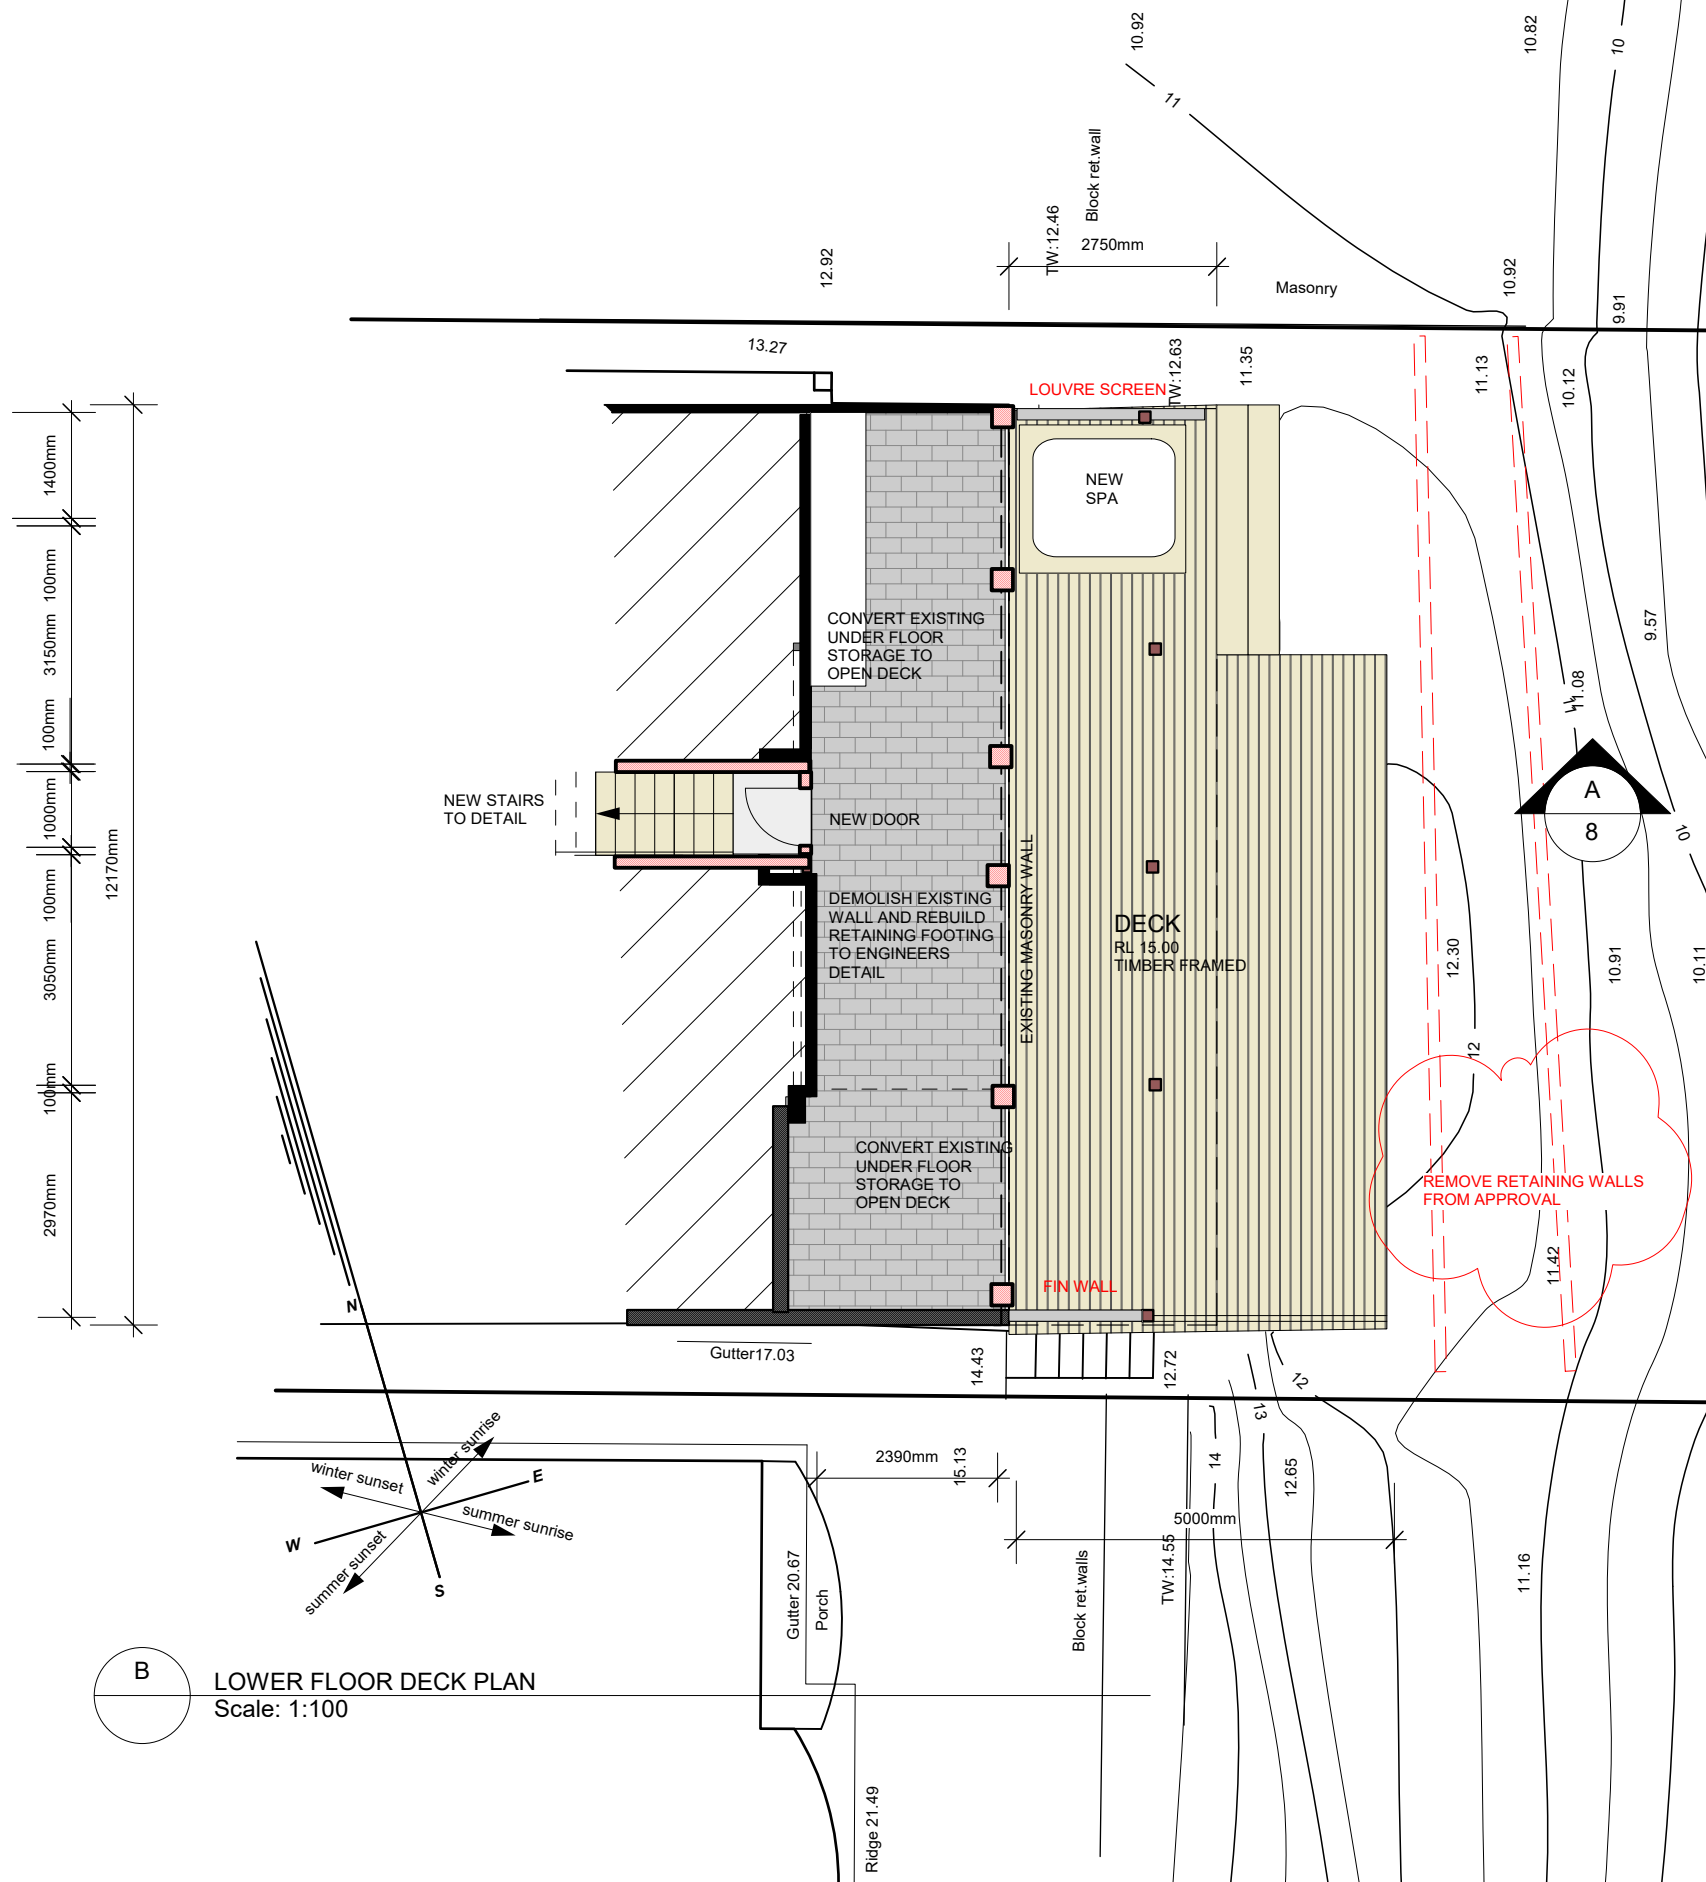 10.92
10.82
10
11
Block ret.wall
TW:12.46
2750mm
12.92
Masonry
10.92
9.91
13.27
TW:12.63
11.35
11.13
10.12
LOUVRE SCREEN
NEW
SPA
1400mm
100mm
3150mm
100mm
1000mm
100mm
3050mm
100mm
2970mm
12170mm
CONVERT EXISTING
UNDER FLOOR
STORAGE TO
OPEN DECK
9.57
11.08
NEW STAIRS
TO DETAIL
NEW DOOR
A
8
10
EXISTING MASONRY WALL
DEMOLISH EXISTING
WALL AND REBUILD
RETAINING FOOTING
TO ENGINEERS
DETAIL
DECK
RL 15.00
TIMBER FRAMED
12.30
10.91
10.11
12
CONVERT EXISTING
UNDER FLOOR
STORAGE TO
OPEN DECK
REMOVE RETAINING WALLS
FROM APPROVAL
11.42
FIN WALL
N
Gutter17.03
14.43
12.72
12
13
14
12.65
2390mm
15.13
5000mm
winter sunrise
winter sunset
E
summer sunrise
W
summer sunset
S
Gutter 20.67
Porch
Block ret.walls
TW:14.55
11.16
B
LOWER FLOOR DECK PLAN
Scale: 1:100
Ridge 21.49